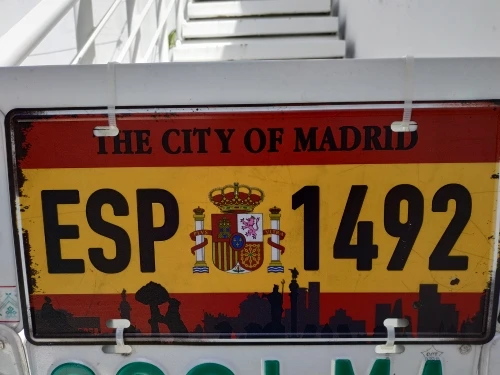 THE CITY OF MADRID
ESP 1492